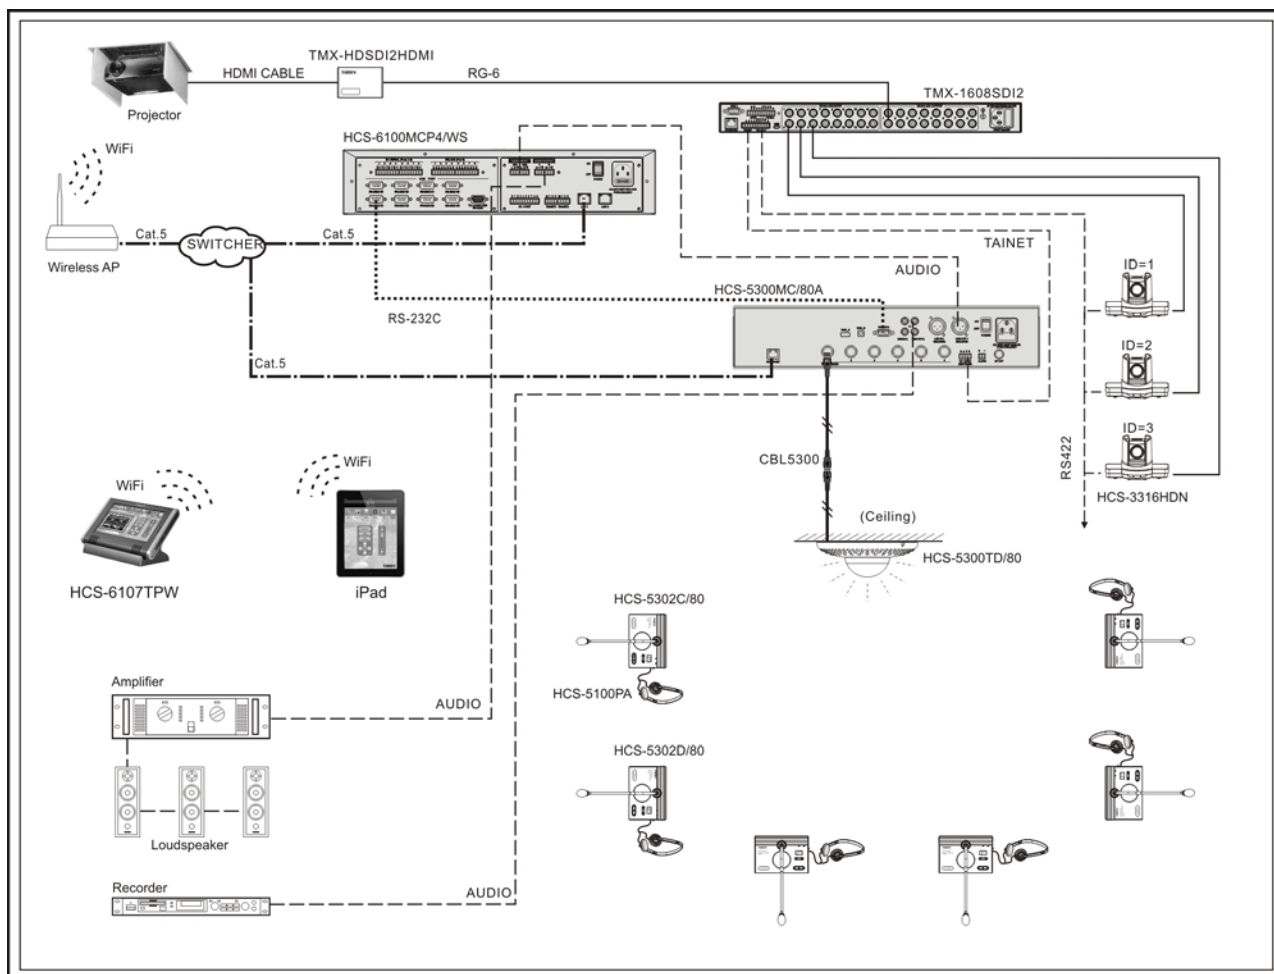 TMX-HDSDI2HDMI
HDMI CABLE
RG-6
TMX-1608SDI2
Projector
HCS-6100MCP4/WS
WiFi
Cat.5
SWITCHER
Cat.5
Wireless AP
TAINET
AUDIO
ID=1
HCS-5300MC/80A
RS-232C
ID=2
Cat.5
ID=3
CBL5300
RS422
WiFi
WiFi
HCS-3316HDN
(Ceiling)
HCS-5300TD/80
HCS-6107TPW
iPad
HCS-5302C/80
Amplifier
HCS-5100PA
AUDIO
HCS-5302D/80
Loudspeaker
Recorder
AUDIO